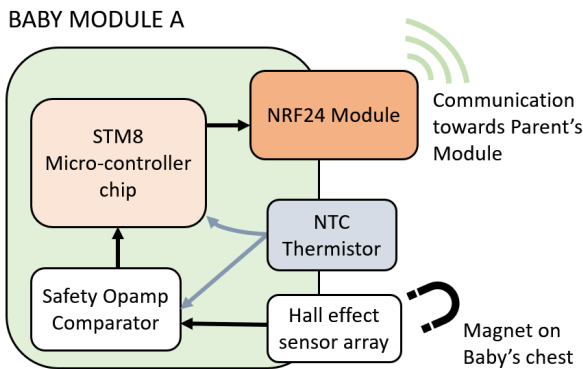 BABY MODULE A
STM8
Micro-controller
chip
NRF24 Module
Communication
towards Parent's
Module
NTC
Thermistor
Safety Opamp
Comparator
Hall effect
sensor array
Magnet on
Baby's chest